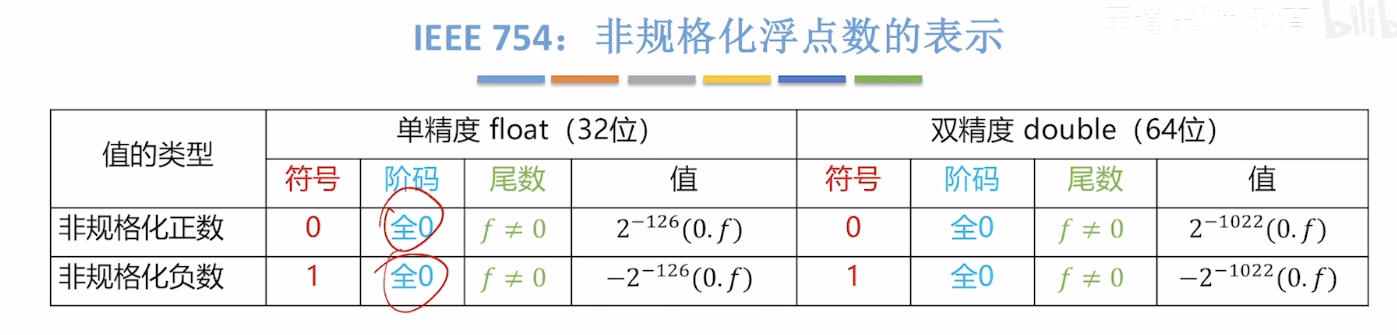 bilib
IEEE 754：非规格化浮点数的表示
值的类型 单精度 float（32位） 双精度 double（64位）
符号 阶码 尾数 值 符号 阶码 尾数 值
非规格化正数 0 全0 f ≠ 0 2⁻¹²⁶(0.f) 0 全0 f ≠ 0 2⁻¹⁰²²(0.f)
非规格化负数 1 全0 f ≠ 0 −2⁻¹²⁶(0.f) 1 全0 f ≠ 0 −2⁻¹⁰²²(0.f)